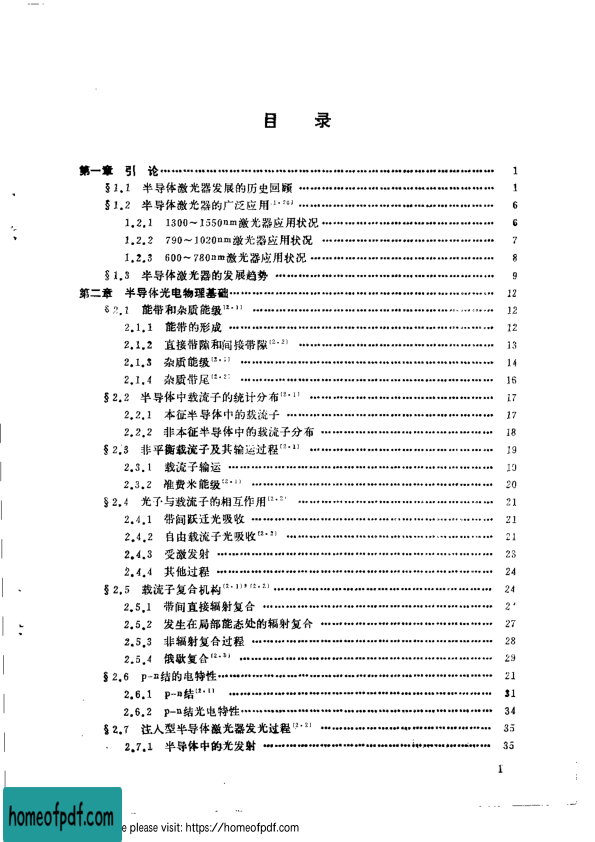 目 录
第一章 引 论 1
§1.1 半导体激光器发展的历史回顾 1
§1.2 半导体激光器的广泛应用 6
1.2.1 1300～1550nm激光器应用状况 6
1.2.2 790～1020nm激光器应用状况 7
1.2.3 600～780nm激光器应用状况 8
§1.3 半导体激光器的发展趋势 9
第二章 半导体光电物理基础 12
§2.1 能带和杂质能级[2·1] 12
2.1.1 能带的形成 12
2.1.2 直接带隙和间接带隙[2·2] 13
2.1.3 杂质能级[2·1] 14
2.1.4 杂质带尾[2·2] 16
§2.2 半导体中载流子的统计分布[2·1] 17
2.2.1 本征半导体中的载流子 17
2.2.2 非本征半导体中的载流子分布 18
§2.3 非平衡载流子及其输运过程[2·1] 19
2.3.1 载流子输运 19
2.3.2 准费米能级[2·1] 20
§2.4 光子与载流子的相互作用[2·2] 21
2.4.1 带间跃迁光吸收 21
2.4.2 自由载流子光吸收[2·2] 21
2.4.3 受激发射 23
2.4.4 其他过程 24
§2.5 载流子复合机构[2·1],[2·2] 24
2.5.1 带间直接辐射复合
2.5.2 发生在局部能态处的辐射复合 27
2.5.3 非辐射复合过程 28
2.5.4 俄歇复合[2·3] 29
§2.6 p-n结的电特性 21
2.6.1 p-n结[2·1] 31
2.6.2 p-n结光电特性 34
§2.7 注入型半导体激光器发光过程[2·2] 35
2.7.1 半导体中的光发射 35
I
homeofpdf.com
e please visit: https://homeofpdf.com